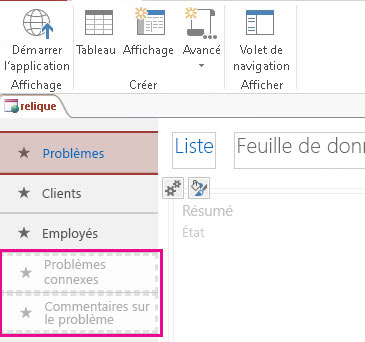 Démarrer
l'application
Tableau
Affichage
Avancé
Volet de
navigation
Affichage
Créer
Afficher
relique
Problèmes
Liste
Feuille de don
Clients
Résumé
Employés
État
Problèmes
connexes
Commentaires sur
le problème